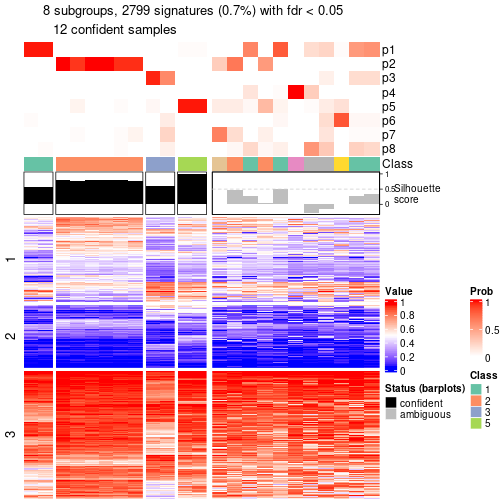 8 subgroups, 2799 signatures (0.7%) with fdr < 0.05
12 confident samples
p1
p2
p3
p4
p5
p6
p7
p8
Class
1
0.5
0
Silhouette
score
1
2
3
Value
1
0.8
0.6
0.4
0.2
0
Status (barplots)
confident
ambiguous
Prob
1
0.5
0
Class
1
2
3
5